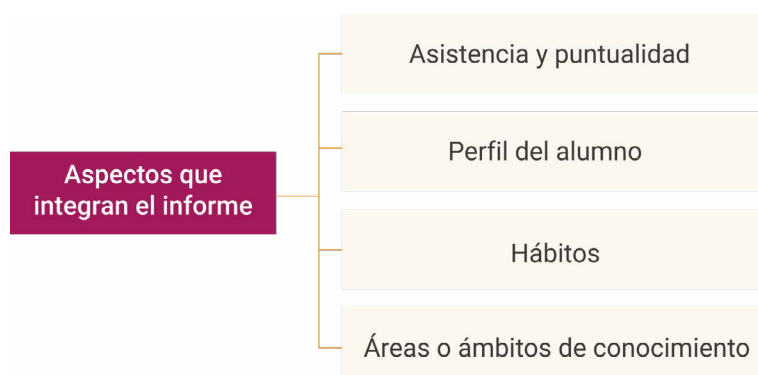 Aspectos que
integran el informe
Asistencia y puntualidad
Perfil del alumno
Hábitos
Áreas o ámbitos de conocimiento